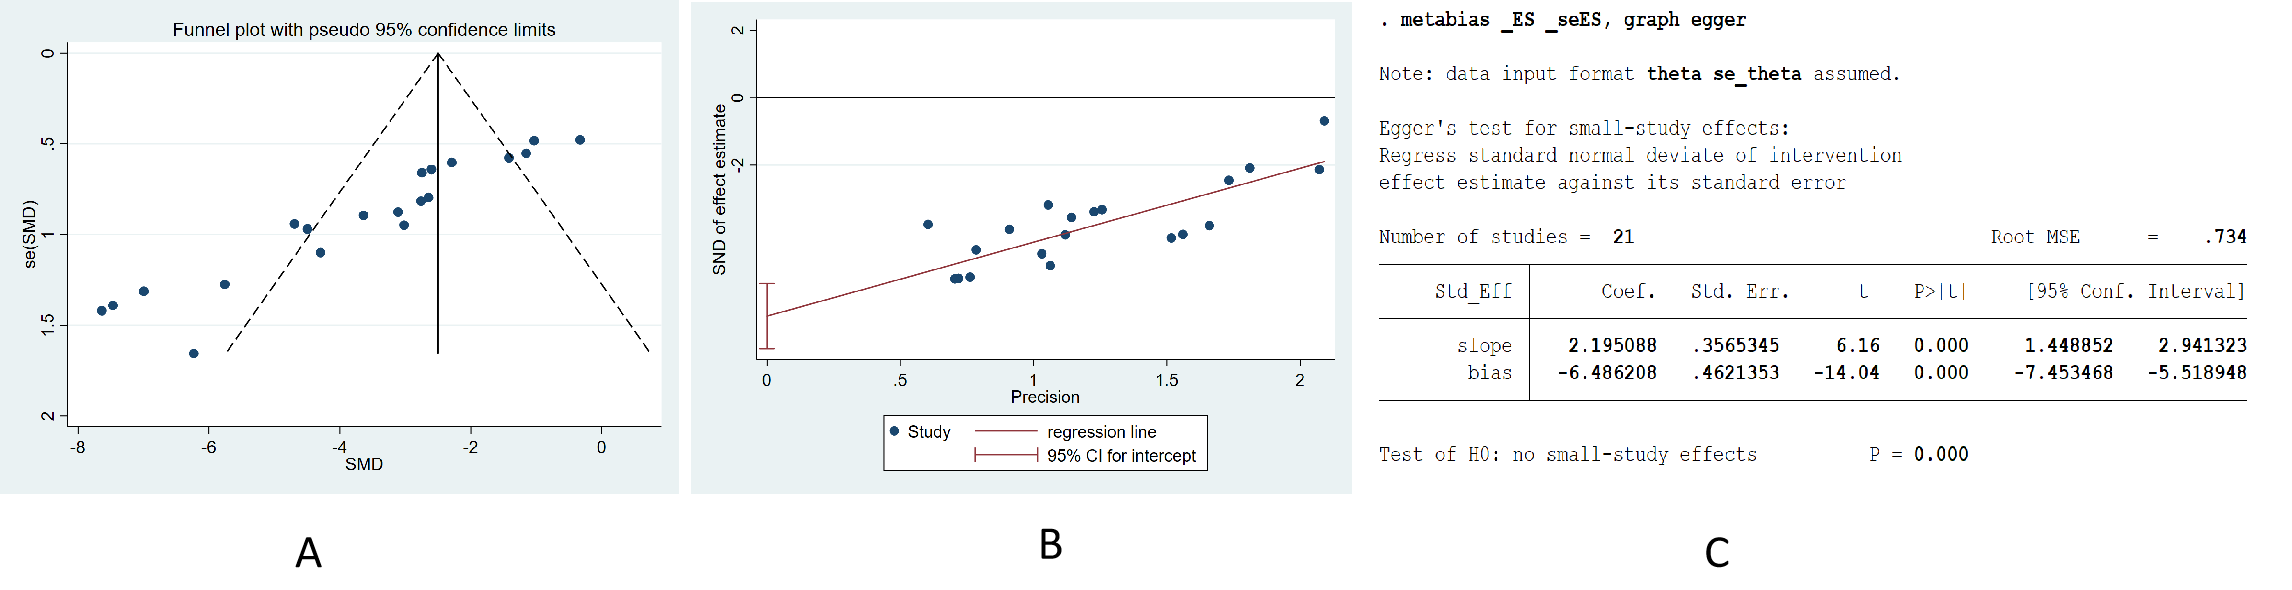 Funnel plot with pseudo 95% confidence limits
0
.5
1
1.5
2
se(SMD)
-8
-6
-4
-2
0
SMD
A
2
0
-2
SND of effect estimate
0
.5
1
1.5
2
Precision
Study
regression line
95% CI for intercept
B
. metabias _ES _seES, graph egger
Note: data input format theta se_theta assumed.
Egger's test for small-study effects:
Regress standard normal deviate of intervention
effect estimate against its standard error
Number of studies = 21 Root MSE = .734
Std_Eff Coef. Std. Err. t P>|t| [95% Conf. Interval]
slope 2.195088 .3565345 6.16 0.000 1.448852 2.941323
bias -6.486208 .4621353 -14.04 0.000 -7.453468 -5.518948
Test of H0: no small-study effects P = 0.000
C